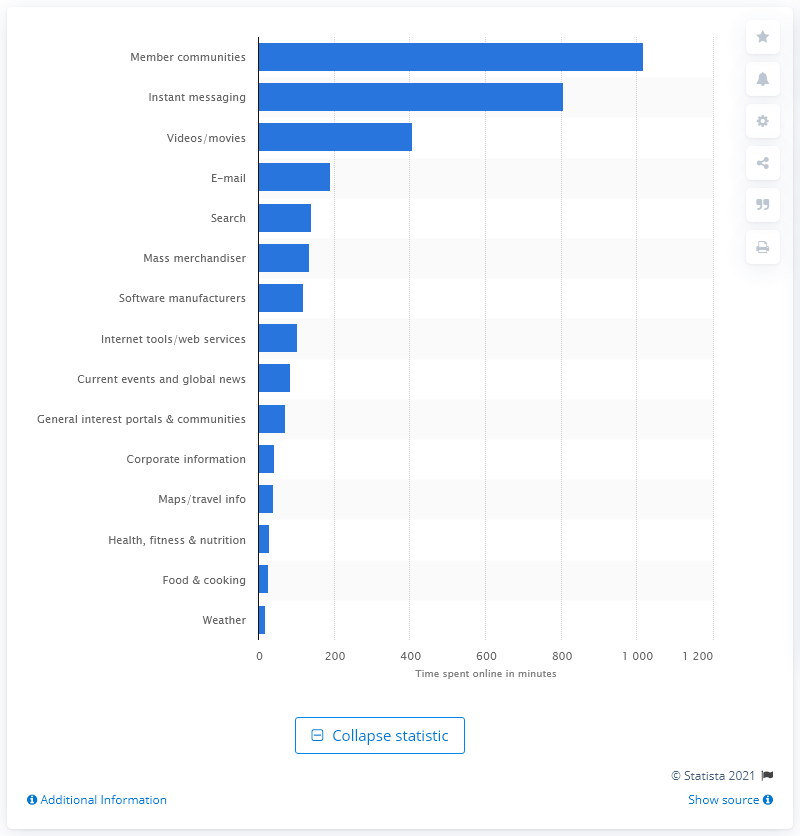 Member communities
Instant messaging
Videos/movies
E-mail
Search
Mass merchandiser
Software manufacturers
Internet tools/web services
Current events and global news
General interest portals & communities
Corporate information
Maps/travel info
Health, fitness & nutrition
Food & cooking
Weather
0 200 400 600 800 1 000 1 200
Time spent online in minutes
Collapse statistic
© Statista 2021
Additional Information
Show source